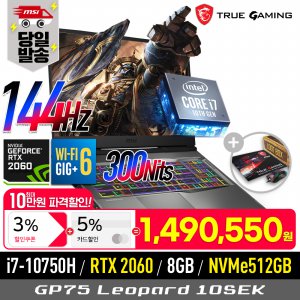 msi
당일
발송
TRUE GAMING
144Hz
intel
CORE i7
10TH GEN
NVIDIA
GEFORCE
RTX
2060
WI-FI 6
GIG+
300Nits
10만원 파격할인!
3%
할인쿠폰
+
5%
카드할인
=
1,490,550원
i7-10750H / RTX 2060 / 8GB / NVMe512GB
GP75 Leopard 10SEK